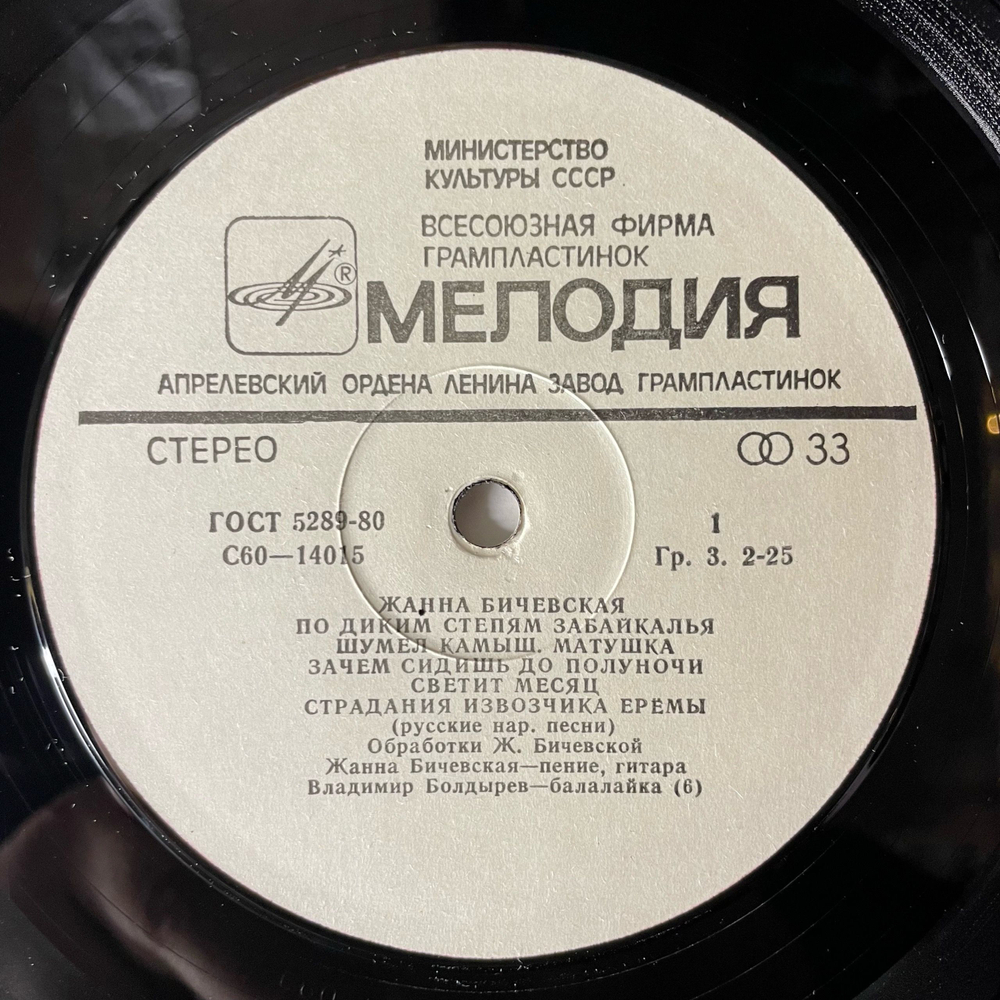 МИНИСТЕРСТВО
КУЛЬТУРЫ СССР
ВСЕСОЮЗНАЯ ФИРМА
ГРАМПЛАСТИНОК
®
МЕЛОДИЯ
АПРЕЛЕВСКИЙ ОРДЕНА ЛЕНИНА ЗАВОД ГРАМПЛАСТИНОК
СТЕРЕО
33
ГОСТ 5289-80
1
С60—14015
Гр. 3. 2-25
ЖАННА БИЧЕВСКАЯ
ПО ДИКИМ СТЕПЯМ ЗАБАЙКАЛЬЯ
ШУМЕЛ КАМЫШ. МАТУШКА
ЗАЧЕМ СИДИШЬ ДО ПОЛУНОЧИ
СВЕТИТ МЕСЯЦ
СТРАДАНИЯ ИЗВОЗЧИКА ЕРЁМЫ
(русские нар. песни)
Обработки Ж. Бичевской
Жанна Бичевская—пение, гитара
Владимир Болдырев—балалайка (6)